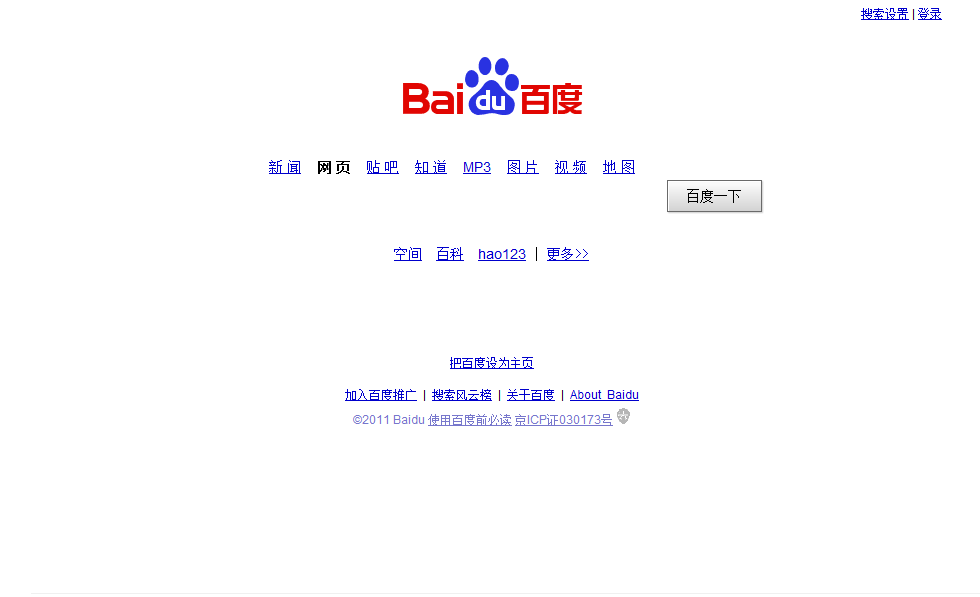 搜索设置 | 登录
Bai du 百度
新 闻 网 页 贴 吧 知 道 MP3 图 片 视 频 地 图
百度一下
空间 百科 hao123 | 更多>>
把百度设为主页
加入百度推广 | 搜索风云榜 | 关于百度 | About Baidu
©2011 Baidu 使用百度前必读 京ICP证030173号